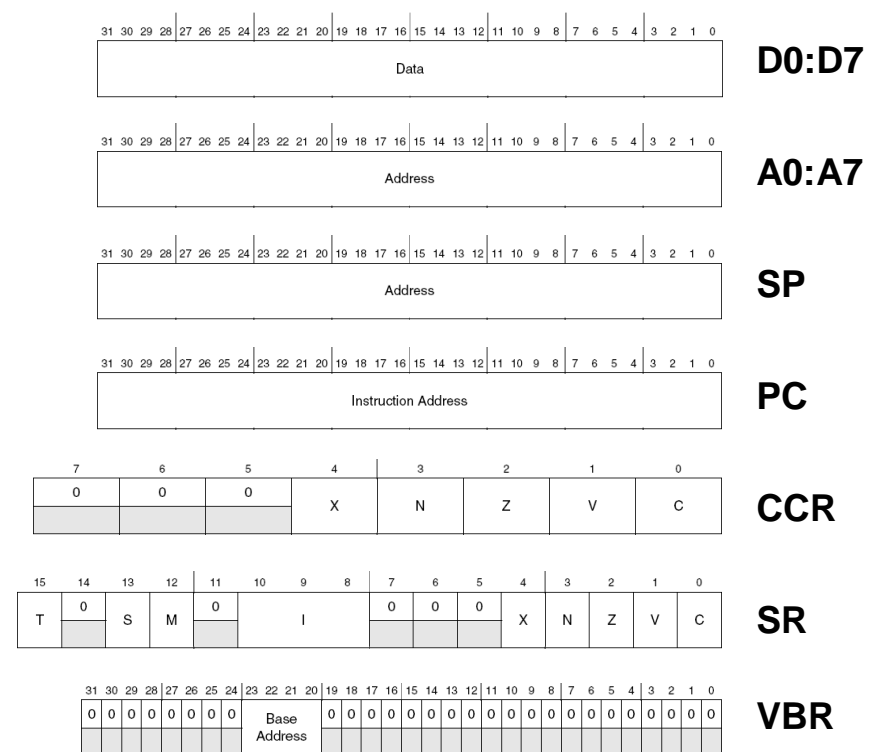 31 30 29 28 27 26 25 24 23 22 21 20 19 18 17 16 15 14 13 12 11 10 9 8 7 6 5 4 3 2 1 0
Data
D0:D7
31 30 29 28 27 26 25 24 23 22 21 20 19 18 17 16 15 14 13 12 11 10 9 8 7 6 5 4 3 2 1 0
Address
A0:A7
31 30 29 28 27 26 25 24 23 22 21 20 19 18 17 16 15 14 13 12 11 10 9 8 7 6 5 4 3 2 1 0
Address
SP
31 30 29 28 27 26 25 24 23 22 21 20 19 18 17 16 15 14 13 12 11 10 9 8 7 6 5 4 3 2 1 0
Instruction Address
PC
7 6 5 4 3 2 1 0
0 0 0 X N Z V C
CCR
15 14 13 12 11 10 9 8 7 6 5 4 3 2 1 0
T 0 S M 0 I 0 0 0 X N Z V C
SR
31 30 29 28 27 26 25 24 23 22 21 20 19 18 17 16 15 14 13 12 11 10 9 8 7 6 5 4 3 2 1 0
0 0 0 0 0 0 0 0 Base 0 0 0 0 0 0 0 0 0 0 0 0 0 0 0 0 0 0 0 0
Address
VBR